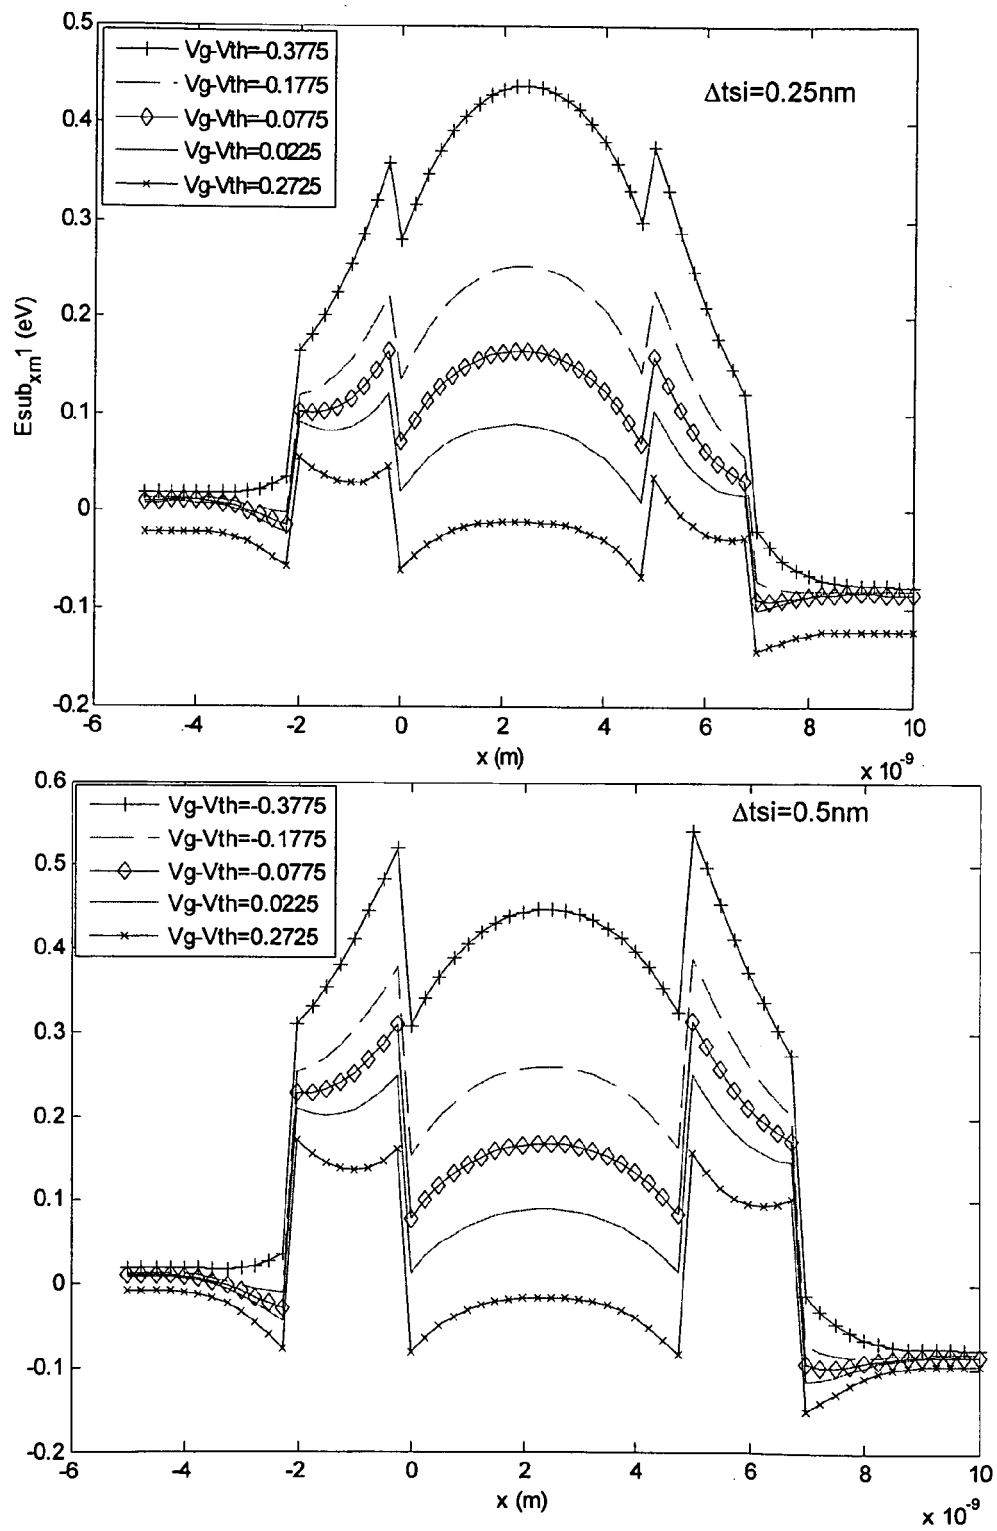 0.5
Vg-Vth=-0.3775
Vg-Vth=-0.1775
Vg-Vth=-0.0775
Vg-Vth=0.0225
Vg-Vth=0.2725
Δtsi=0.25nm
0.4
0.3
0.2
0.1
0
-0.1
-0.2
Esubxm1 (eV)
-6 -4 -2 0 2 4 6 8 10
x (m)
x 10-9
0.6
Vg-Vth=-0.3775
Vg-Vth=-0.1775
Vg-Vth=-0.0775
Vg-Vth=0.0225
Vg-Vth=0.2725
Δtsi=0.5nm
0.5
0.4
0.3
0.2
0.1
0
-0.1
-0.2
-6 -4 -2 0 2 4 6 8 10
x (m)
x 10-9